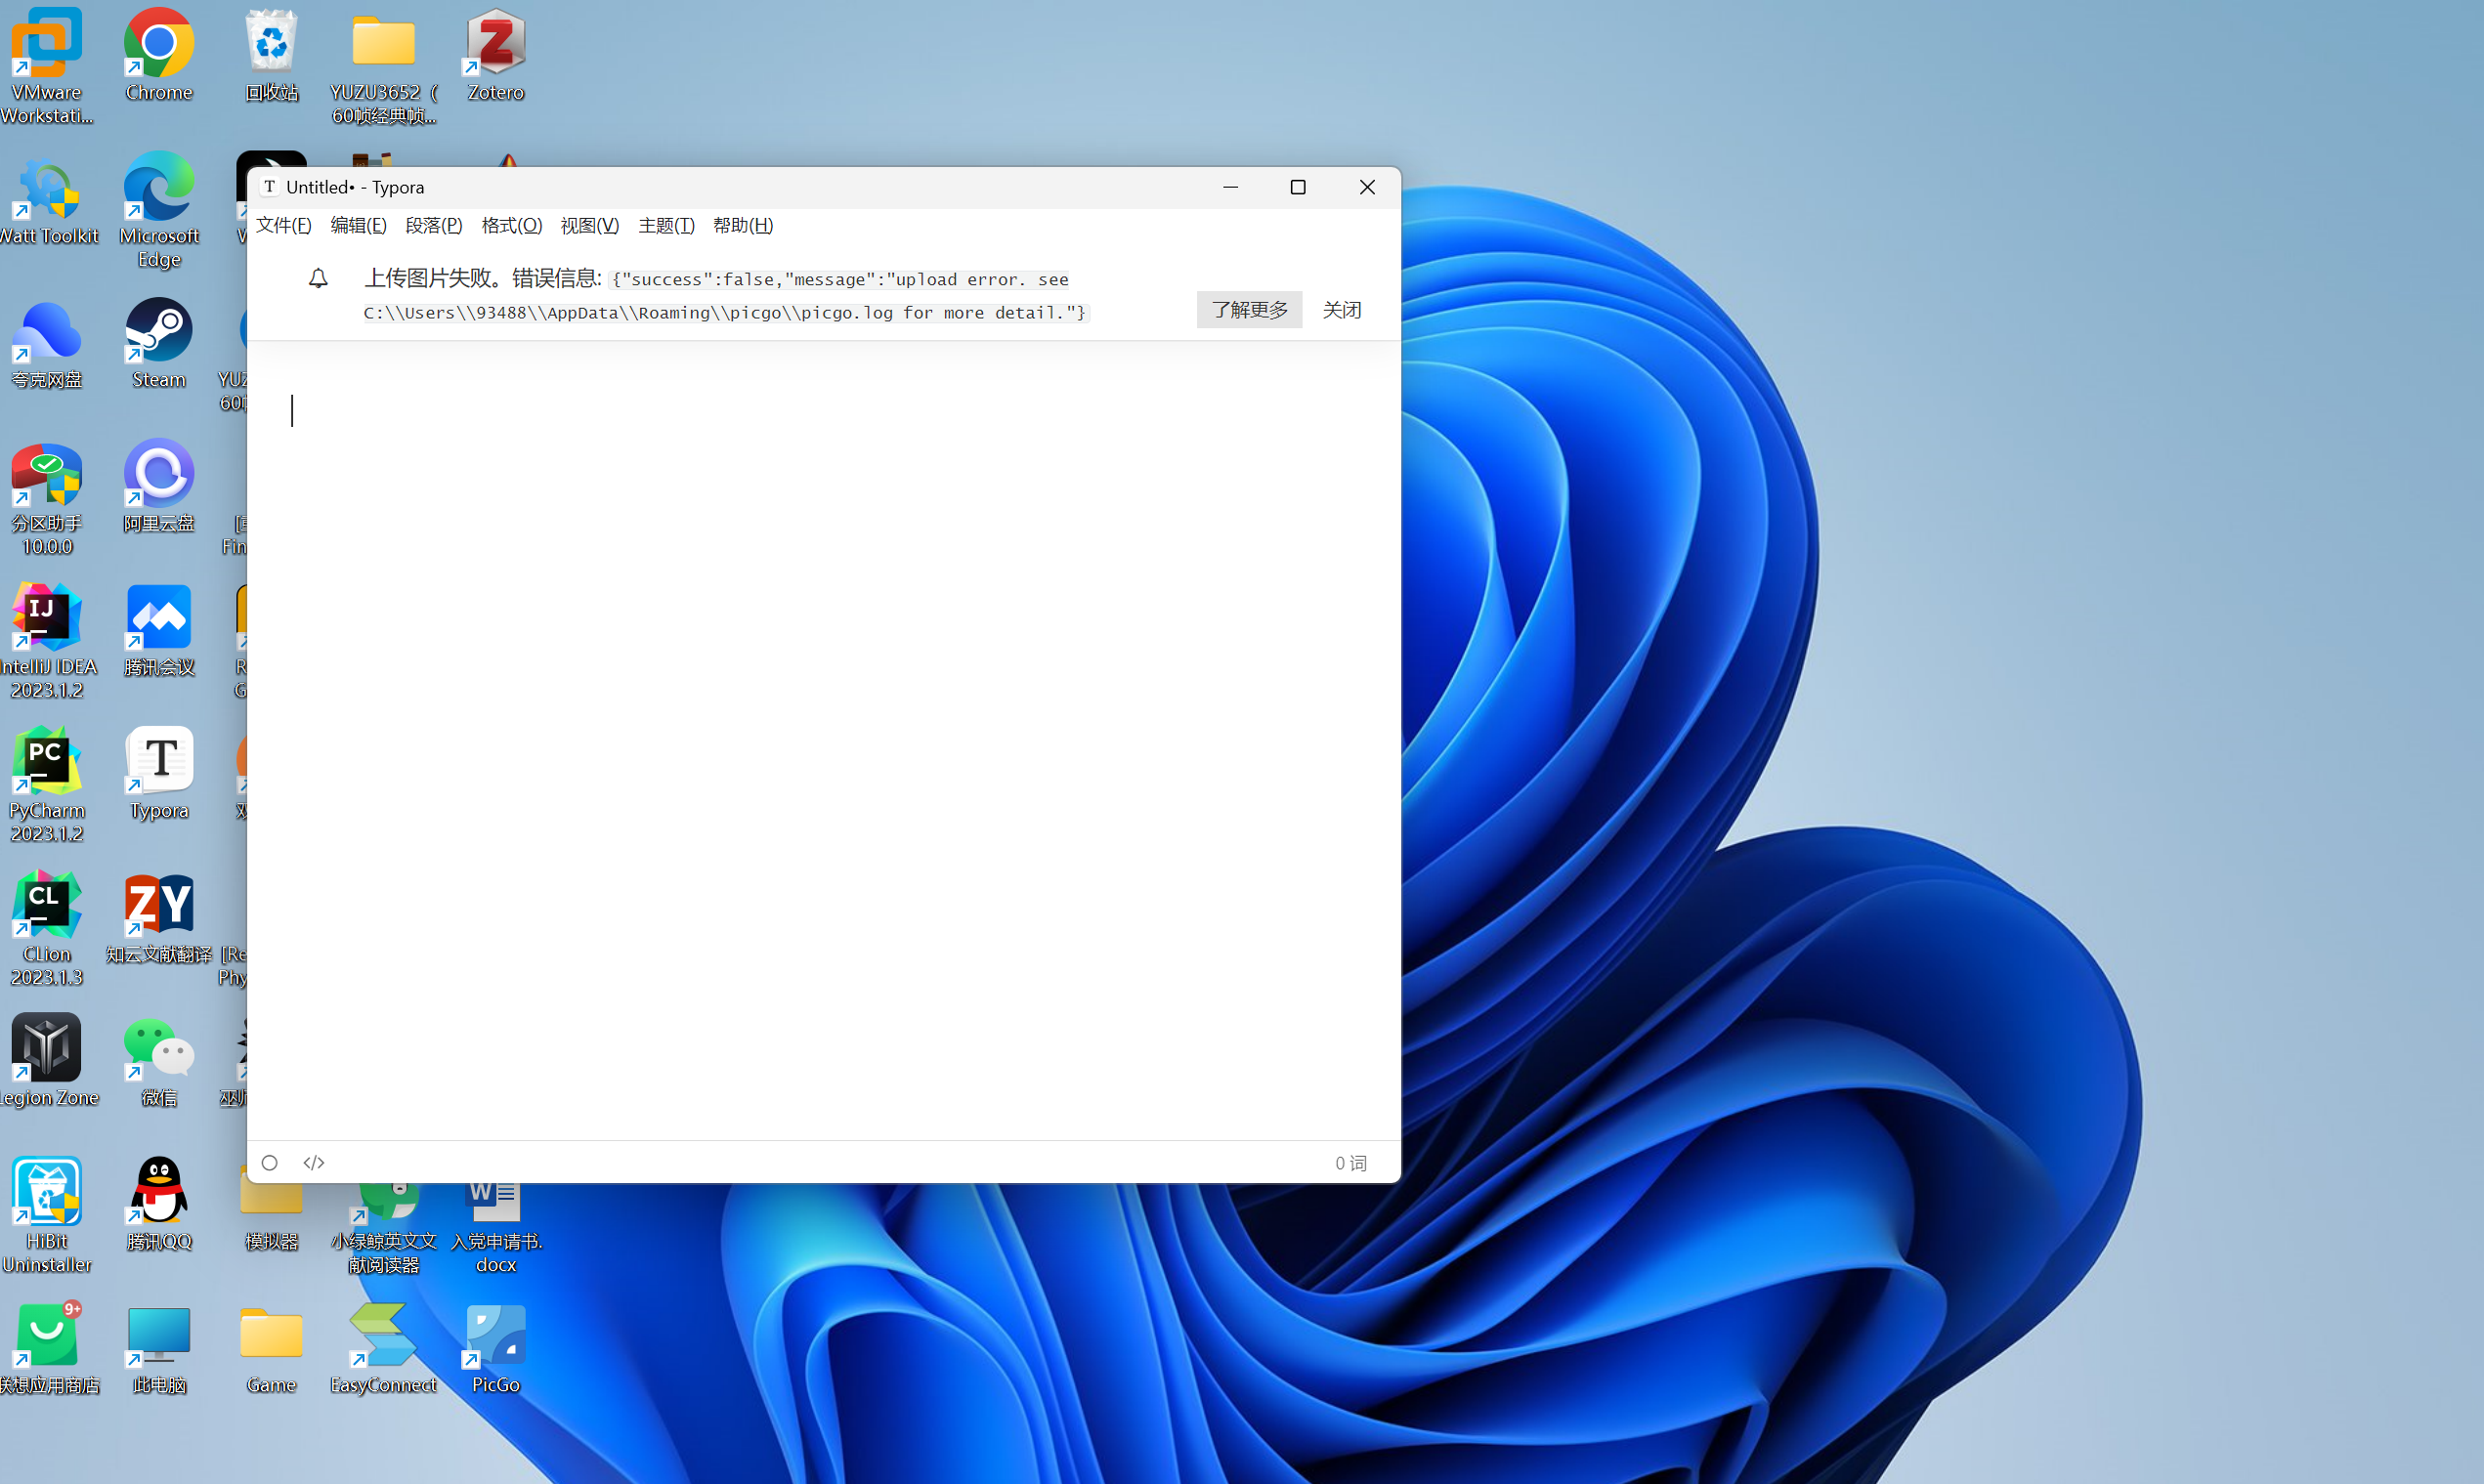 VMware
Workstati...
Chrome
回收站
YUZU3652（
60帧经典帧...
Zotero
Watt Toolkit
Microsoft
Edge
夸克网盘
Steam
分区助手
10.0.0
阿里云盘
IntelliJ IDEA
2023.1.2
腾讯会议
PyCharm
2023.1.2
Typora
CLion
2023.1.3
知云文献翻译
Legion Zone
微信
HiBit
Uninstaller
腾讯QQ
模拟器
小绿鲸英文文
献阅读器
入党申请书.
docx
联想应用商店
9+
此电脑
Game
EasyConnect
PicGo
Untitled• - Typora
文件(F) 编辑(E) 段落(P) 格式(O) 视图(V) 主题(T) 帮助(H)
上传图片失败。错误信息: {"success":false,"message":"upload error. see
C:\\Users\\93488\\AppData\\Roaming\\picgo\\picgo.log for more detail."}
了解更多 关闭
0 词